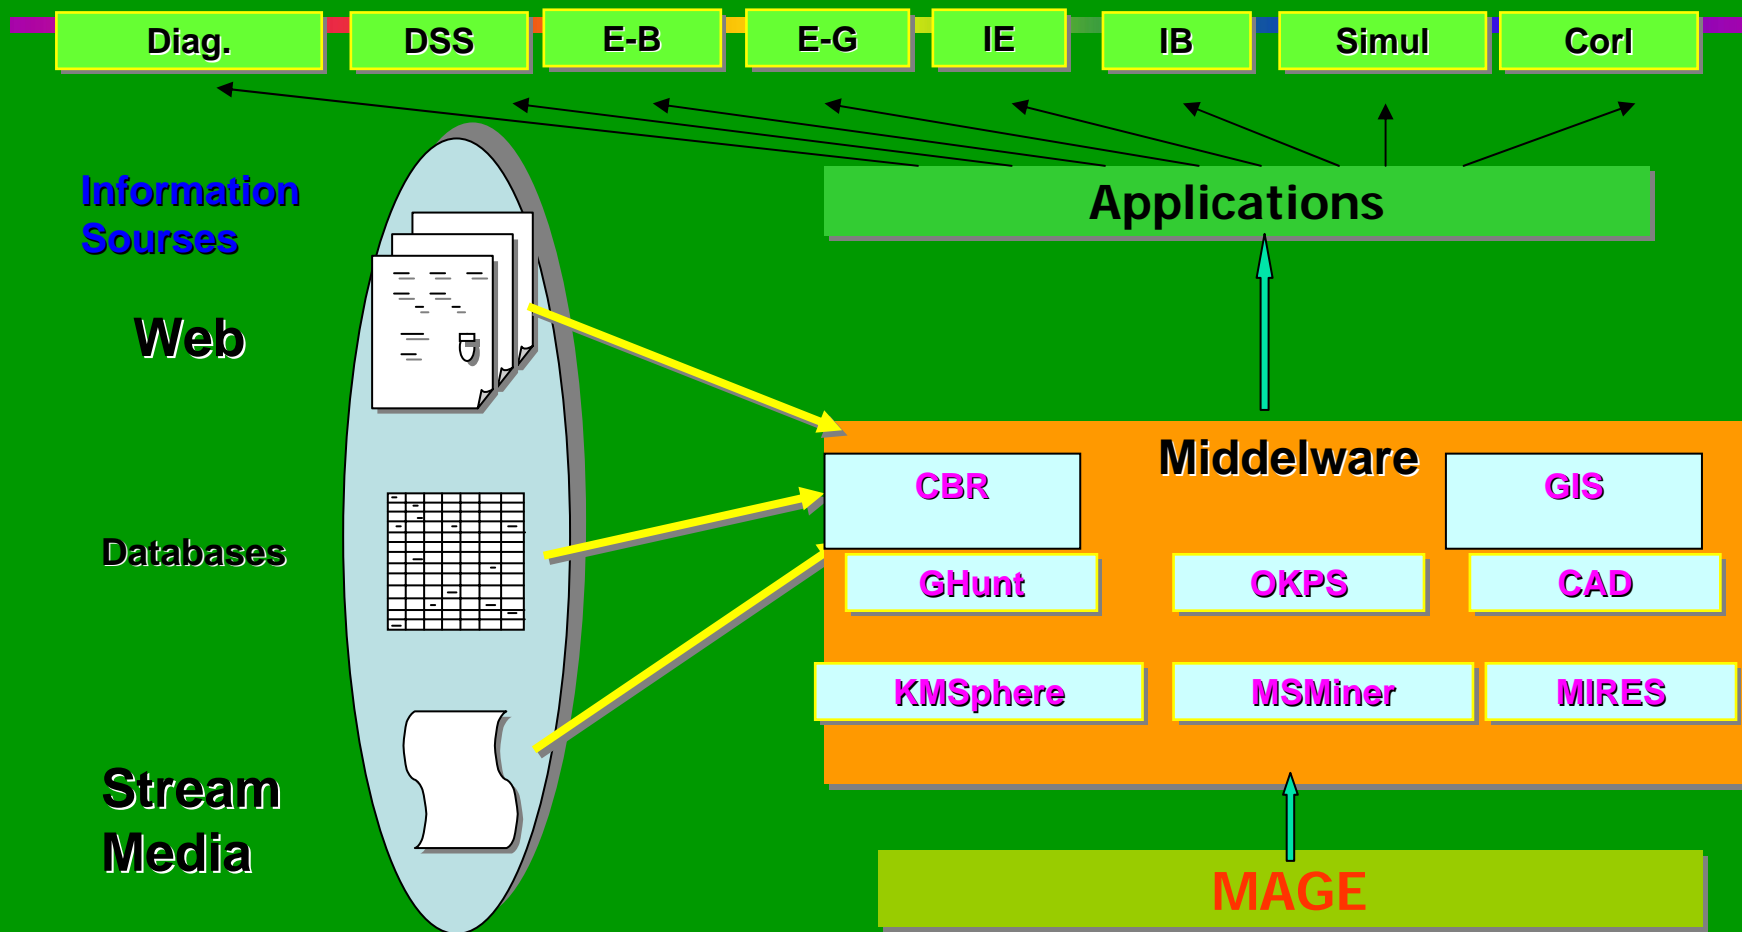 Diag.
DSS
E-B
E-G
IE
IB
Simul
Corl
Information
Sourses
Applications
Web
Middelware
CBR
GIS
Databases
GHunt
OKPS
CAD
KMSphere
MSMiner
MIRES
Stream
Media
MAGE